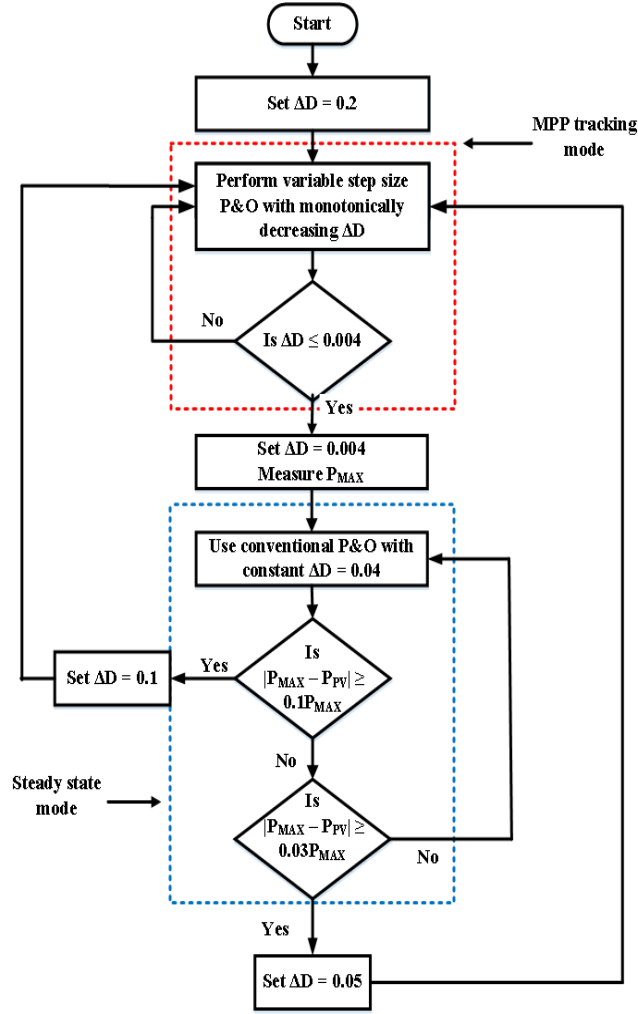 Start
Set ΔD = 0.2
MPP tracking
mode
Perform variable step size
P&O with monotonically
decreasing ΔD
No
Is ΔD ≤ 0.004
Yes
Set ΔD = 0.004
Measure PMAX
Use conventional P&O with
constant ΔD = 0.04
Is
|PMAX – PPV| ≥
0.1PMAX
Yes
Set ΔD = 0.1
No
Steady state
mode
Is
|PMAX – PPV| ≥
0.03PMAX
No
Yes
Set ΔD = 0.05